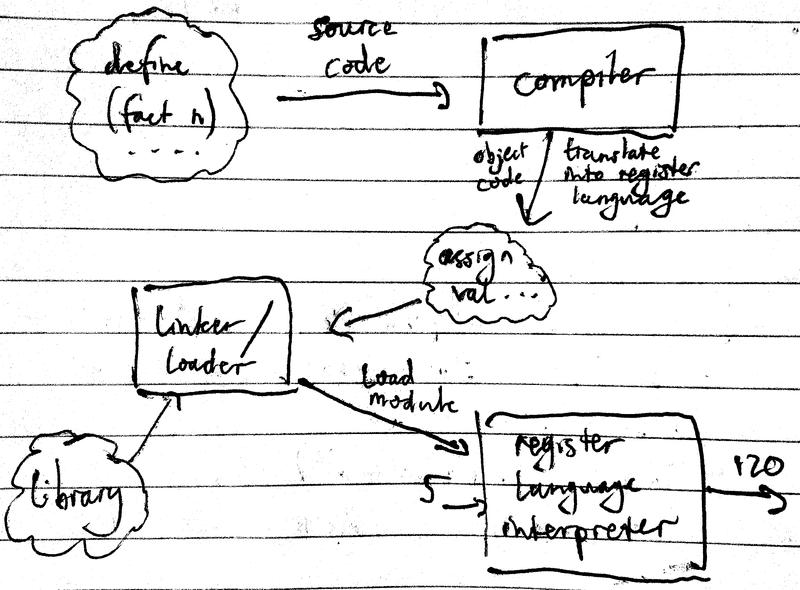 define
(fact n)
....
source
code
compiler
object
code
translate
into register
language
assign
val ...
linker /
loader
load
module
library
5
register
language
interpreter
120